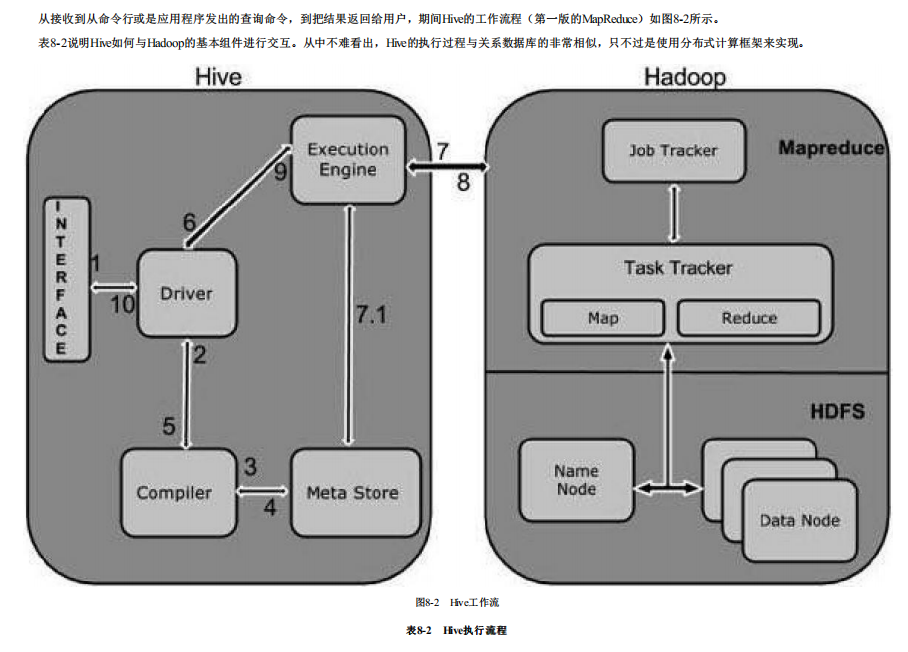 从接收到从命令行或是应用程序发出的查询命令，到把结果返回给用户，期间Hive的工作流程（第一版的MapReduce）如图8-2所示。
表8-2说明Hive如何与Hadoop的基本组件进行交互。从中不难看出，Hive的执行过程与关系数据库的非常相似，只不过是使用分布式计算框架来实现。
Hive
Hadoop
Execution
Engine
7
8
Job Tracker
Mapreduce
9
6
INTERFACE
1
10
Driver
2
7.1
Task Tracker
Map
Reduce
5
3
4
Compiler
Meta Store
HDFS
Name
Node
Data Node
图8-2 Hive工作流
表8-2 Hive执行流程